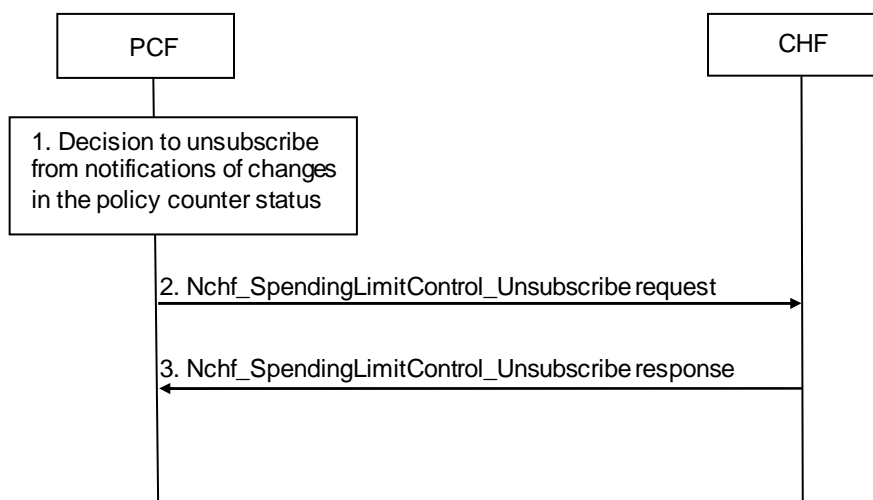 PCF
CHF
1. Decision to unsubscribe
from notifications of changes
in the policy counter status
2. Nchf_SpendingLimitControl_Unsubscribe request
3. Nchf_SpendingLimitControl_Unsubscribe response